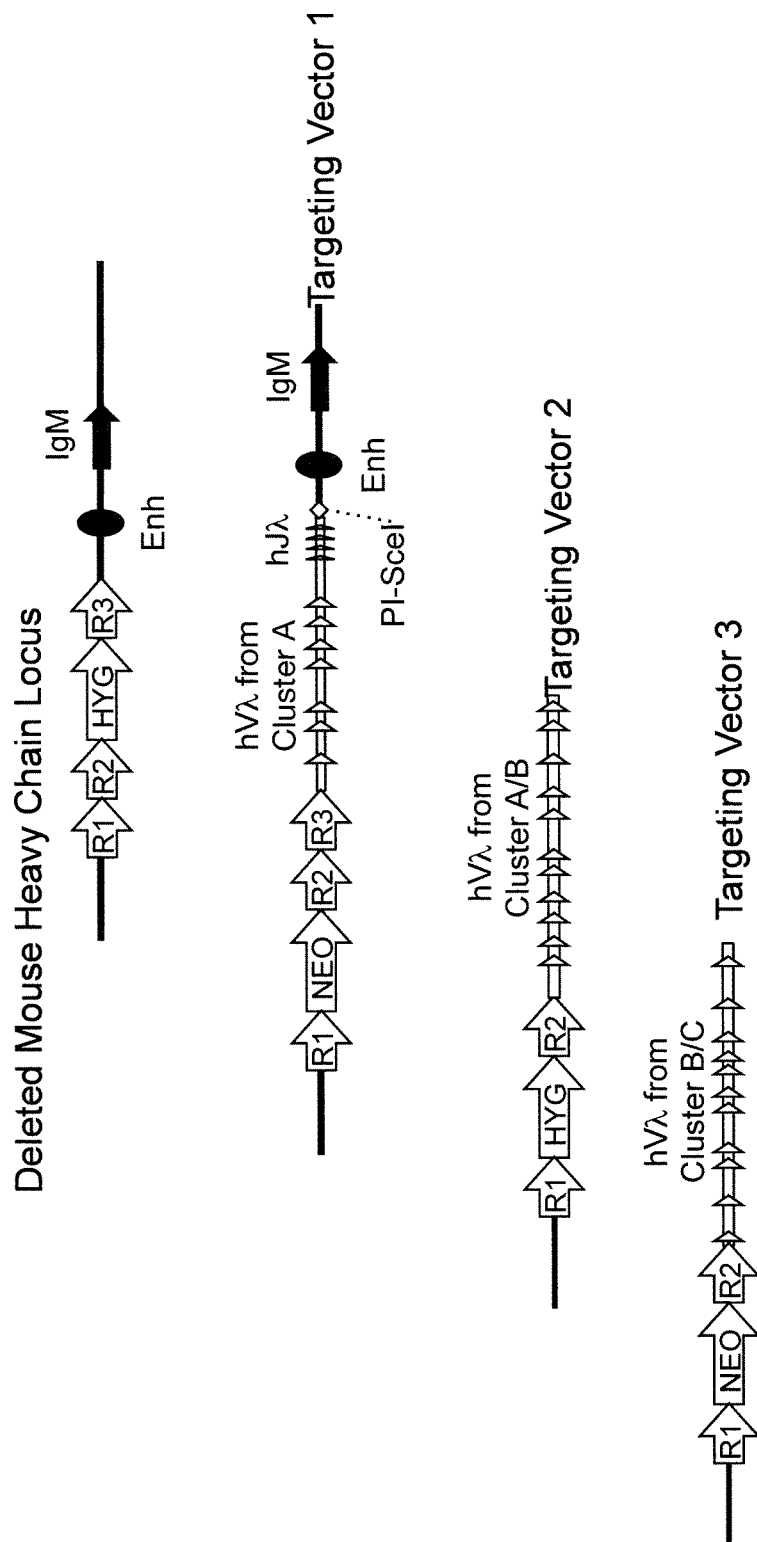 Deleted Mouse Heavy Chain Locus
R1 R2 HYG R3 Enh IgM
hVλ from
Cluster A
hJλ
R1 NEO R2 R3
PI-SceI
Enh
IgM
Targeting Vector 1
hVλ from
Cluster A/B
R1 HYG R2
Targeting Vector 2
hVλ from
Cluster B/C
R1 NEO R2
Targeting Vector 3